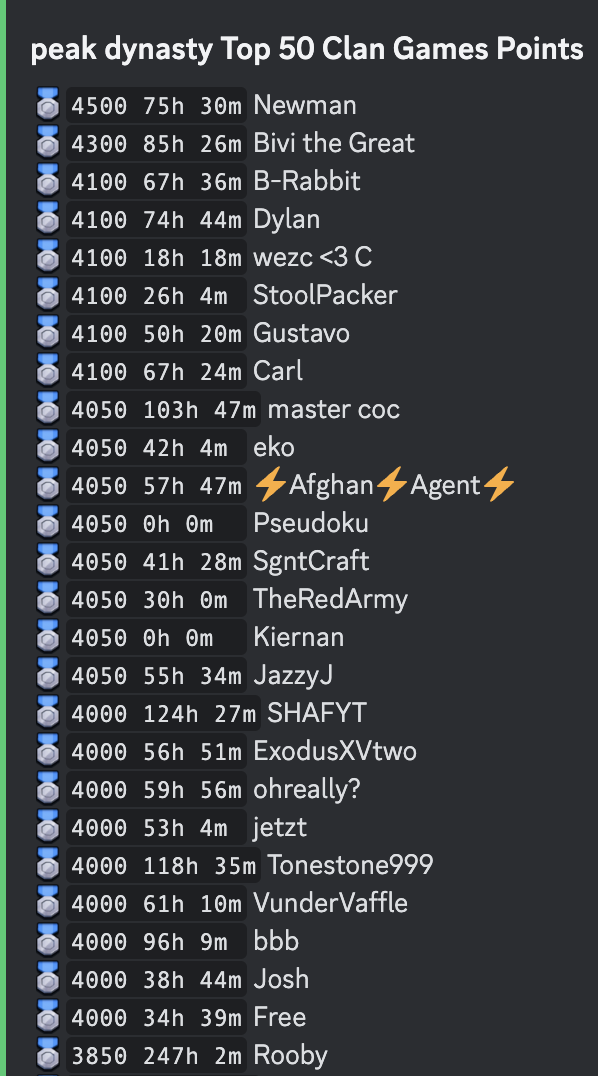 peak dynasty Top 50 Clan Games Points
4500 75h 30m Newman
4300 85h 26m Bivi the Great
4100 67h 36m B-Rabbit
4100 74h 44m Dylan
4100 18h 18m wezc <3 C
4100 26h 4m StoolPacker
4100 50h 20m Gustavo
4100 67h 24m Carl
4050 103h 47m master coc
4050 42h 4m eko
4050 57h 47m ⚡Afghan⚡Agent⚡
4050 0h 0m Pseudoku
4050 41h 28m SgntCraft
4050 30h 0m TheRedArmy
4050 0h 0m Kiernan
4050 55h 34m JazzyJ
4000 124h 27m SHAFYT
4000 56h 51m ExodusXVtwo
4000 59h 56m ohreally?
4000 53h 4m jetzt
4000 118h 35m Tonestone999
4000 61h 10m VunderVaffle
4000 96h 9m bbb
4000 38h 44m Josh
4000 34h 39m Free
3850 247h 2m Rooby